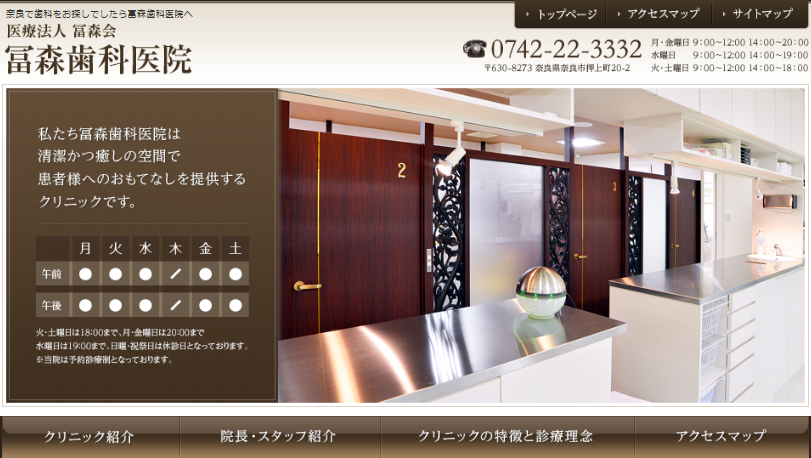 奈良で歯科をお探しでしたら冨森歯科医院へ
トップページ
アクセスマップ
サイトマップ
医療法人 冨森会
冨森歯科医院
0742-22-3332
〒630-8273 奈良県奈良市押上町20-2
月・金曜日 9:00～12:00 14:00～20:00
水曜日 9:00～12:00 14:00～19:00
火・土曜日 9:00～12:00 14:00～18:00
私たち冨森歯科医院は
清潔かつ癒しの空間で
患者様へのおもてなしを提供する
クリニックです。
月 火 水 木 金 土
午前 ● ● ● / ● ●
午後 ● ● ● / ● ●
火・土曜日は18:00まで、月・金曜日は20:00まで
水曜日は19:00まで、日曜・祝祭日は休診日となっております。
※当院は予約診療制となっております。
2
3
クリニック紹介
院長・スタッフ紹介
クリニックの特徴と診療理念
アクセスマップ